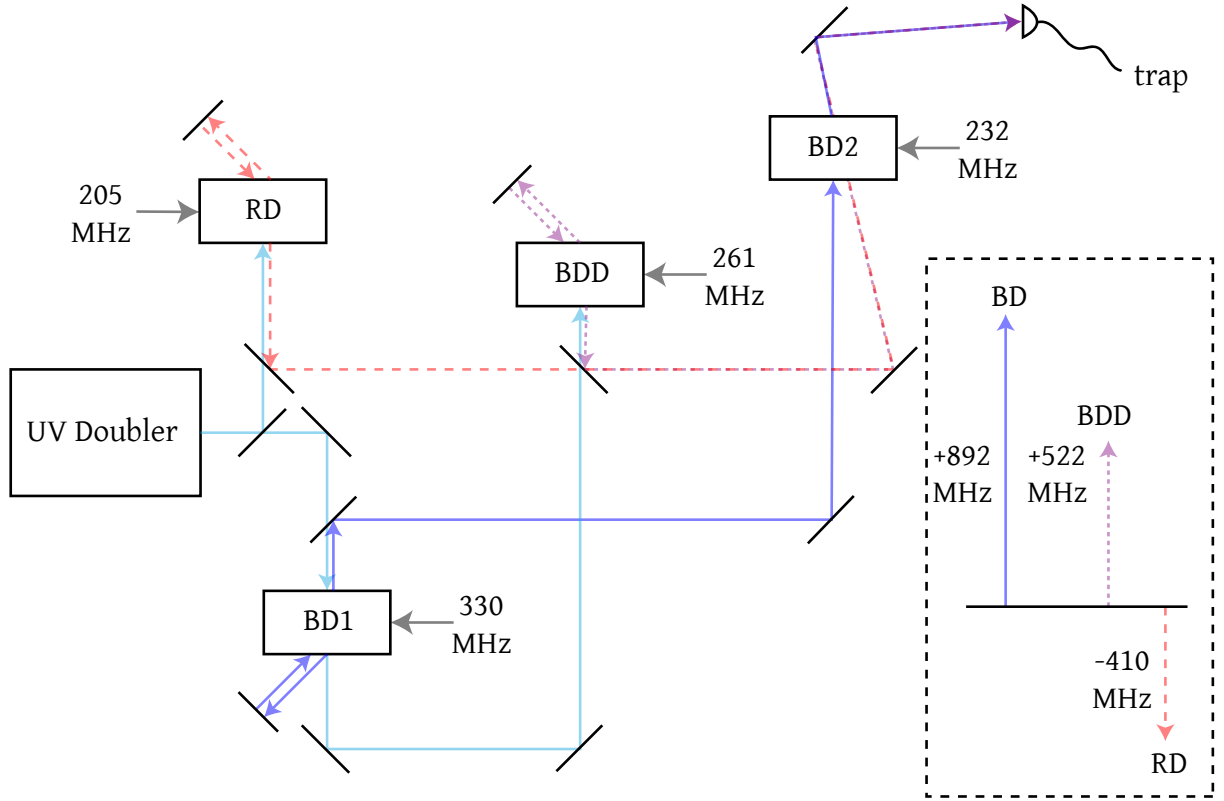 trap
232
MHz
BD2
205
MHz
RD
261
MHz
BDD
BD
BDD
UV Doubler
+892
MHz
+522
MHz
330
MHz
BD1
-410
MHz
RD